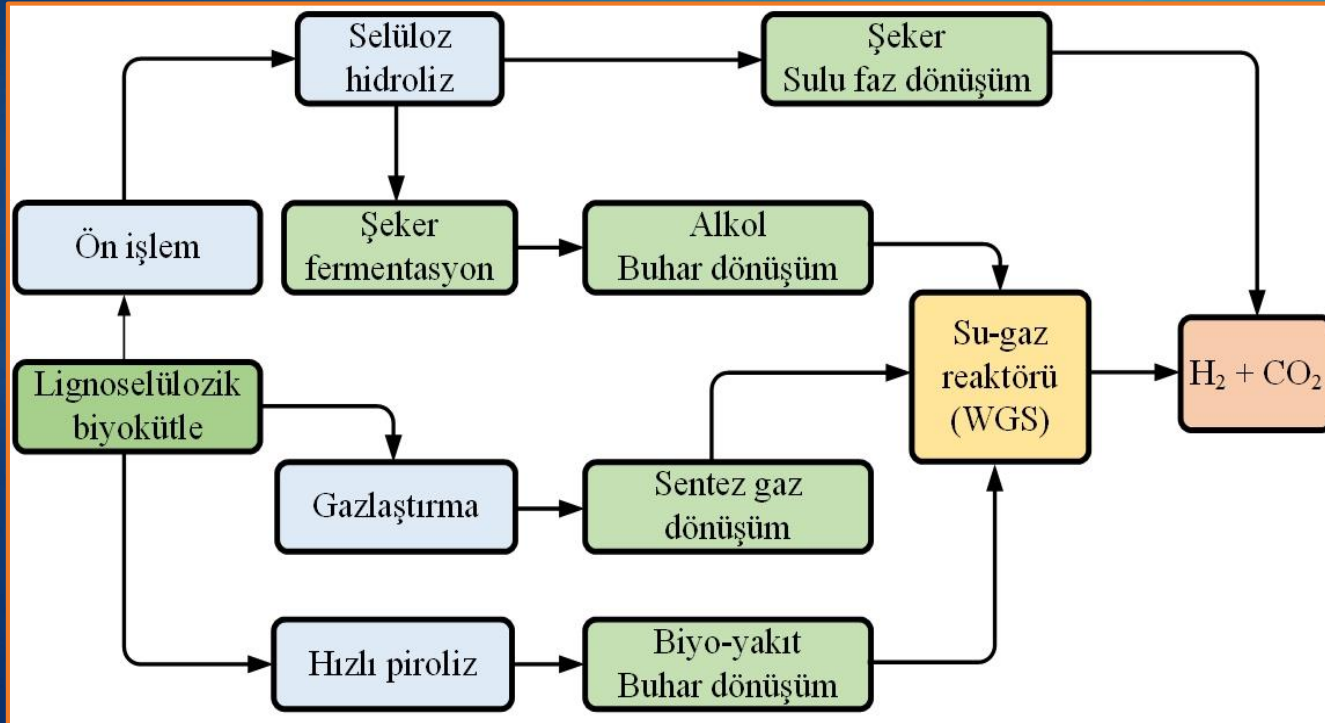 Selüloz
hidroliz
Şeker
Sulu faz dönüşüm
Ön işlem
Şeker
fermentasyon
Alkol
Buhar dönüşüm
Lignoselülozik
biyokütle
Su-gaz
reaktörü
(WGS)
H₂ + CO₂
Gazlaştırma
Sentez gaz
dönüşüm
Hızlı piroliz
Biyo-yakıt
Buhar dönüşüm